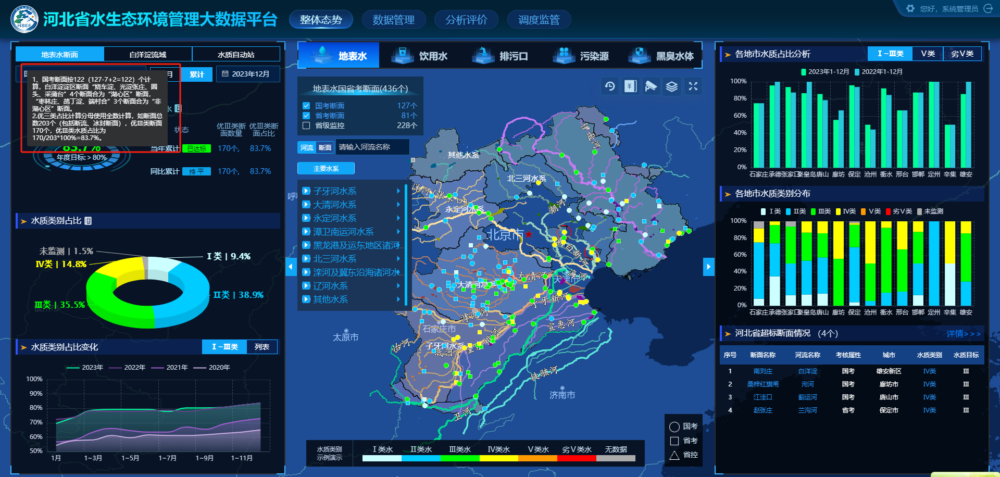 HBEE
河北省水生态环境管理大数据平台
整体态势
数据管理
分析评价
调度监管
您好，系统管理员
地表水断面
白洋淀流域
水质自动站
月
累计
2023年12月
1、国考断面按122（127-7+2=122）个计
算，白洋淀淀区断面“烧车淀、光淀张庄、圈
头、采蒲台”4个断面合为“湖心区”断面，
“枣林庄、鸪丁淀、端村台”3个断面合为“非
湖心区”断面。
2.优三类占比计算分母使用全数计算，如断面总
数203个（包括断流、冰封断面），优Ⅲ类断面
170个，优Ⅲ类水质占比为
170/203*100%=83.7%。
水
状态
优Ⅲ类断
面数量
优Ⅲ类断
面占比
83.7%
年度目标:＞80%
当年累计
已达标
170个,
83.7%
同比累计
持 平
170个,
83.7%
水质类别占比
未监测 | 1.5%
Ⅳ类 | 14.8%
Ⅰ类 | 9.4%
Ⅱ类 | 38.9%
Ⅲ类 | 35.5%
水质类别占比变化
Ⅰ~Ⅲ类
列表
2023年
2022年
2021年
2020年
100%
90%
80%
70%
60%
50%
1月
1~3月
1~5月
1~7月
1~9月
1~11月
地表水
饮用水
排污口
污染源
黑臭水体
地表水国省考断面(436个)
国考断面
127个
省考断面
81个
省级监控
228个
河流
断面
请输入河流名称
主要水系
子牙河水系
大清河水系
永定河水系
漳卫南运河水系
黑龙港及运东地区诸河...
北三河水系
滦河及冀东沿海诸河水...
辽河水系
其他水系
其他水系
北三河水系
永定河水系
北京市
大清河
天津市
海河
子牙新河
滹沱河
石家庄市
宣惠河
太原市
子牙河水系
徒骇河
济南市
卫河
潮河
国考
省考
省控
水质类别
示例演示
Ⅰ类水
Ⅱ类水
Ⅲ类水
Ⅳ类水
Ⅴ类水
劣Ⅴ类水
无数据
各地市水质占比分析
Ⅰ~Ⅲ类
Ⅴ类
劣Ⅴ类
2023年1-12月
2022年1-12月
100%
80%
60%
40%
20%
0%
石家庄
承德
张家口
秦皇岛
唐山
廊坊
保定
沧州
衡水
邢台
邯郸
定州
辛集
雄安
各地市水质类别分布
Ⅰ类
Ⅱ类
Ⅲ类
Ⅳ类
Ⅴ类
劣Ⅴ类
未监测
100%
80%
60%
40%
20%
0%
石家庄
承德
张家口
秦皇岛
唐山
廊坊
保定
沧州
衡水
邢台
邯郸
定州
辛集
雄安
河北省超标断面情况 （4个）
详情>>>
序号 断面名称 河流名称 考核属性 城市 水质类别 水质目标
1 南刘庄 白洋淀 国考 雄安新区 Ⅳ类 Ⅲ
2 桑梓红旗闸 泃河 国考 廊坊市 Ⅳ类 Ⅲ
3 江洼口 蓟运河 国考 唐山市 Ⅳ类 Ⅲ
4 赵张庄 兰沟河 省考 保定市 Ⅳ类 Ⅲ